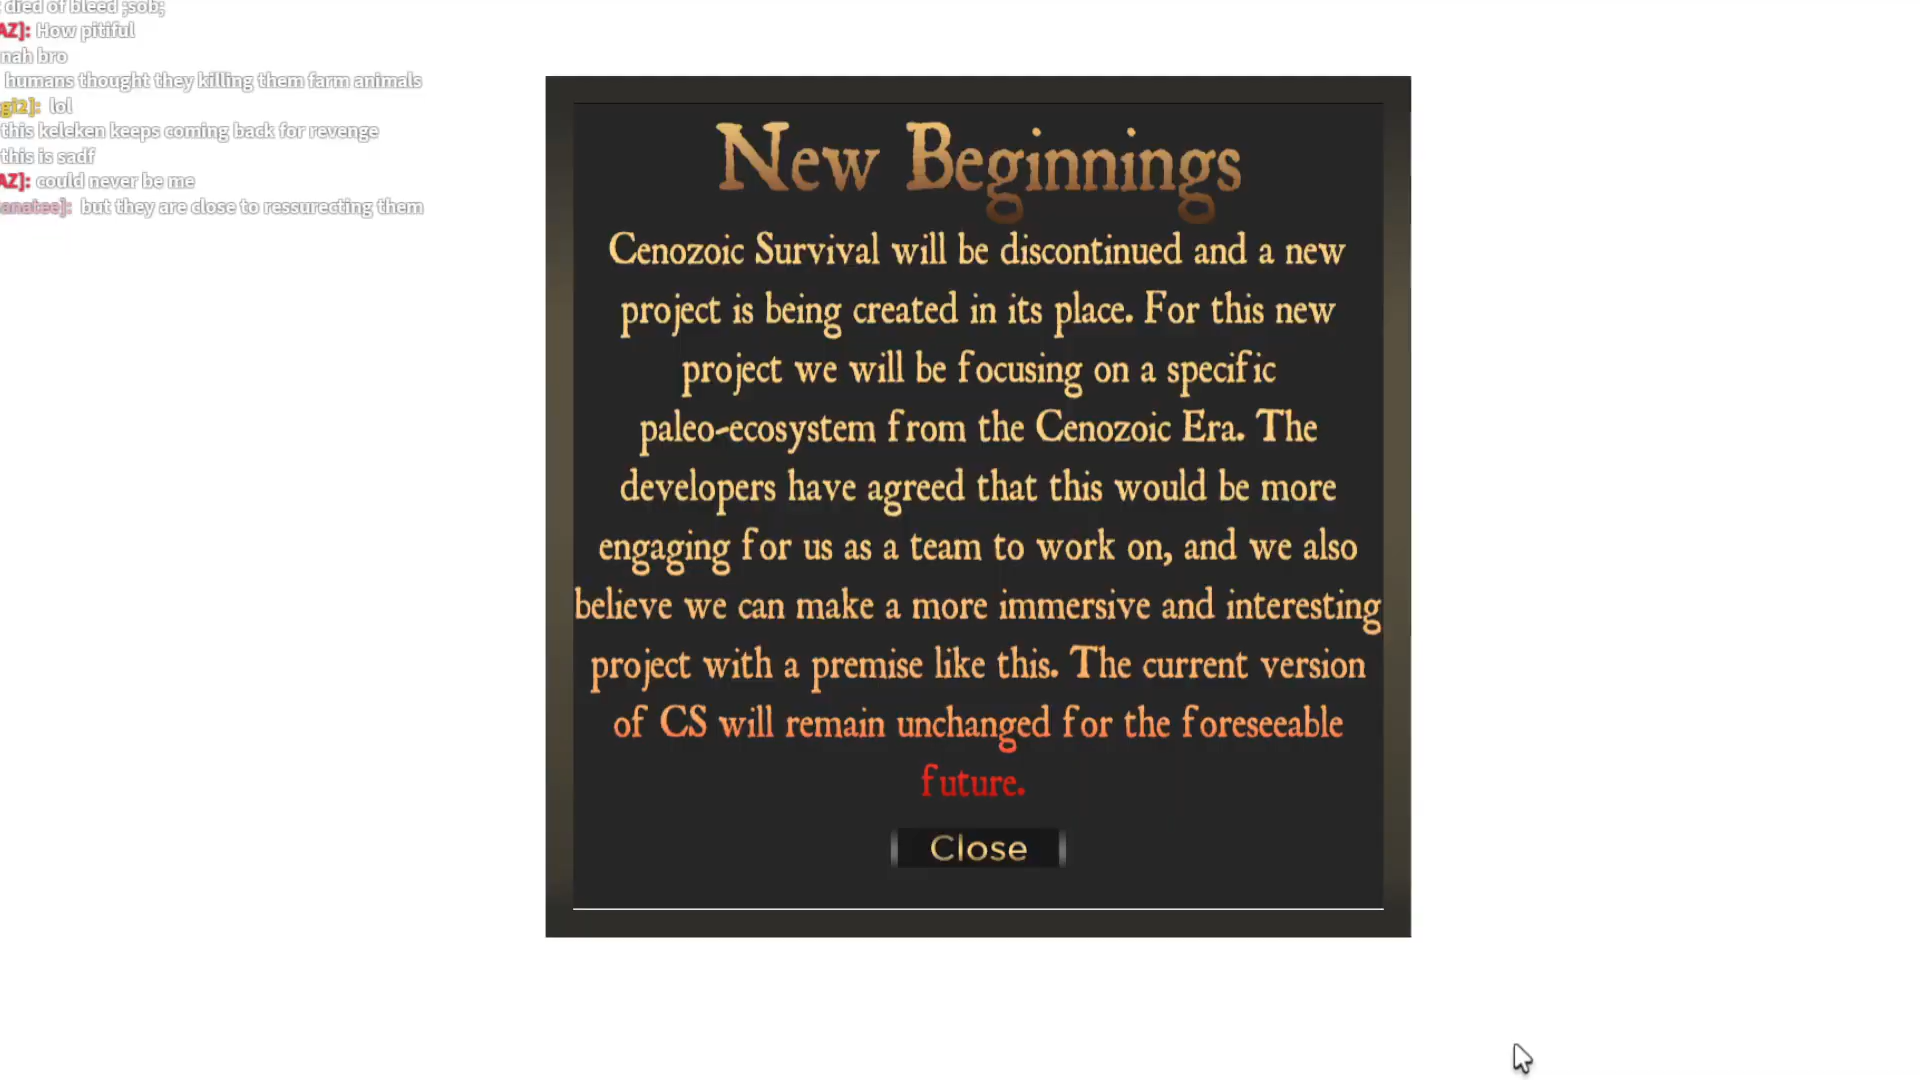 died of bleed ;sob;
AZ]: How pitiful
nah bro
humans thought they killing them farm animals
gi2]: lol
this keleken keeps coming back for revenge
this is sadf
AZ]: could never be me
anatee]: but they are close to ressurecting them
New Beginnings
Cenozoic Survival will be discontinued and a new
project is being created in its place. For this new
project we will be focusing on a specific
paleo-ecosystem from the Cenozoic Era. The
developers have agreed that this would be more
engaging for us as a team to work on, and we also
believe we can make a more immersive and interesting
project with a premise like this. The current version
of CS will remain unchanged for the foreseeable
future.
Close